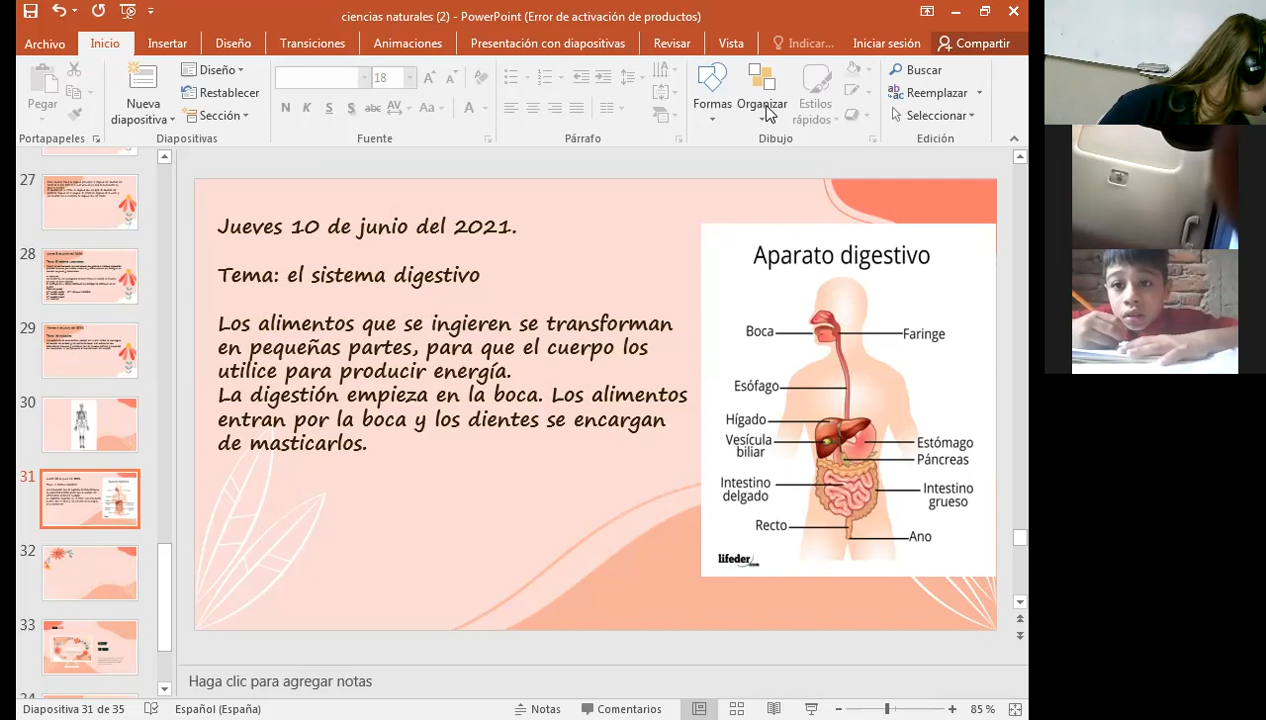 ciencias naturales (2) - PowerPoint (Error de activación de productos)
Archivo Inicio Insertar Diseño Transiciones Animaciones Presentación con diapositivas Revisar Vista Indicar... Iniciar sesión Compartir
Pegar
Nueva diapositiva
Diseño
Restablecer
Sección
18
N K S S abc AV Aa A
Formas
Organizar
Estilos rápidos
Buscar
Reemplazar
Seleccionar
Portapapeles
Diapositivas
Fuente
Párrafo
Dibujo
Edición
27
28
29
30
31
32
33
Jueves 10 de junio del 2021.
Tema: el sistema digestivo
Los alimentos que se ingieren se transforman
en pequeñas partes, para que el cuerpo los
utilice para producir energía.
La digestión empieza en la boca. Los alimentos
entran por la boca y los dientes se encargan
de masticarlos.
Aparato digestivo
Boca
Faringe
Esófago
Hígado
Vesícula
biliar
Estómago
Páncreas
Intestino
delgado
Intestino
grueso
Recto
Ano
lifeder.com
Haga clic para agregar notas
Diapositiva 31 de 35 Español (España) Notas Comentarios 85 %